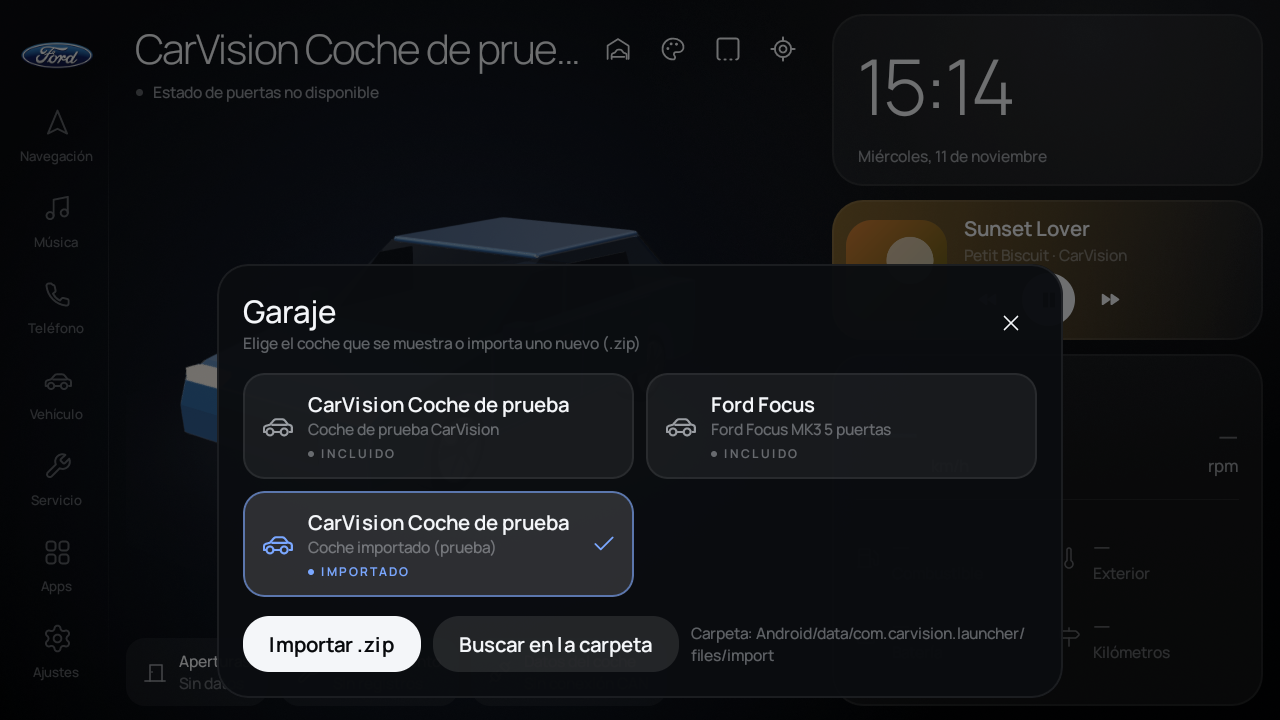 Ford
CarVision Coche de prue...
Estado de puertas no disponible
Navegación
Música
Teléfono
Vehículo
Servicio
Apps
Ajustes
15:14
Miércoles, 11 de noviembre
Sunset Lover
Petit Biscuit · CarVision
Garaje
Elige el coche que se muestra o importa uno nuevo (.zip)
CarVision Coche de prueba
Coche de prueba CarVision
INCLUIDO
Ford Focus
Ford Focus MK3 5 puertas
INCLUIDO
CarVision Coche de prueba
Coche importado (prueba)
IMPORTADO
Importar .zip
Buscar en la carpeta
Carpeta: Android/data/com.carvision.launcher/
files/import
—
rpm
—
Exterior
—
Kilómetros